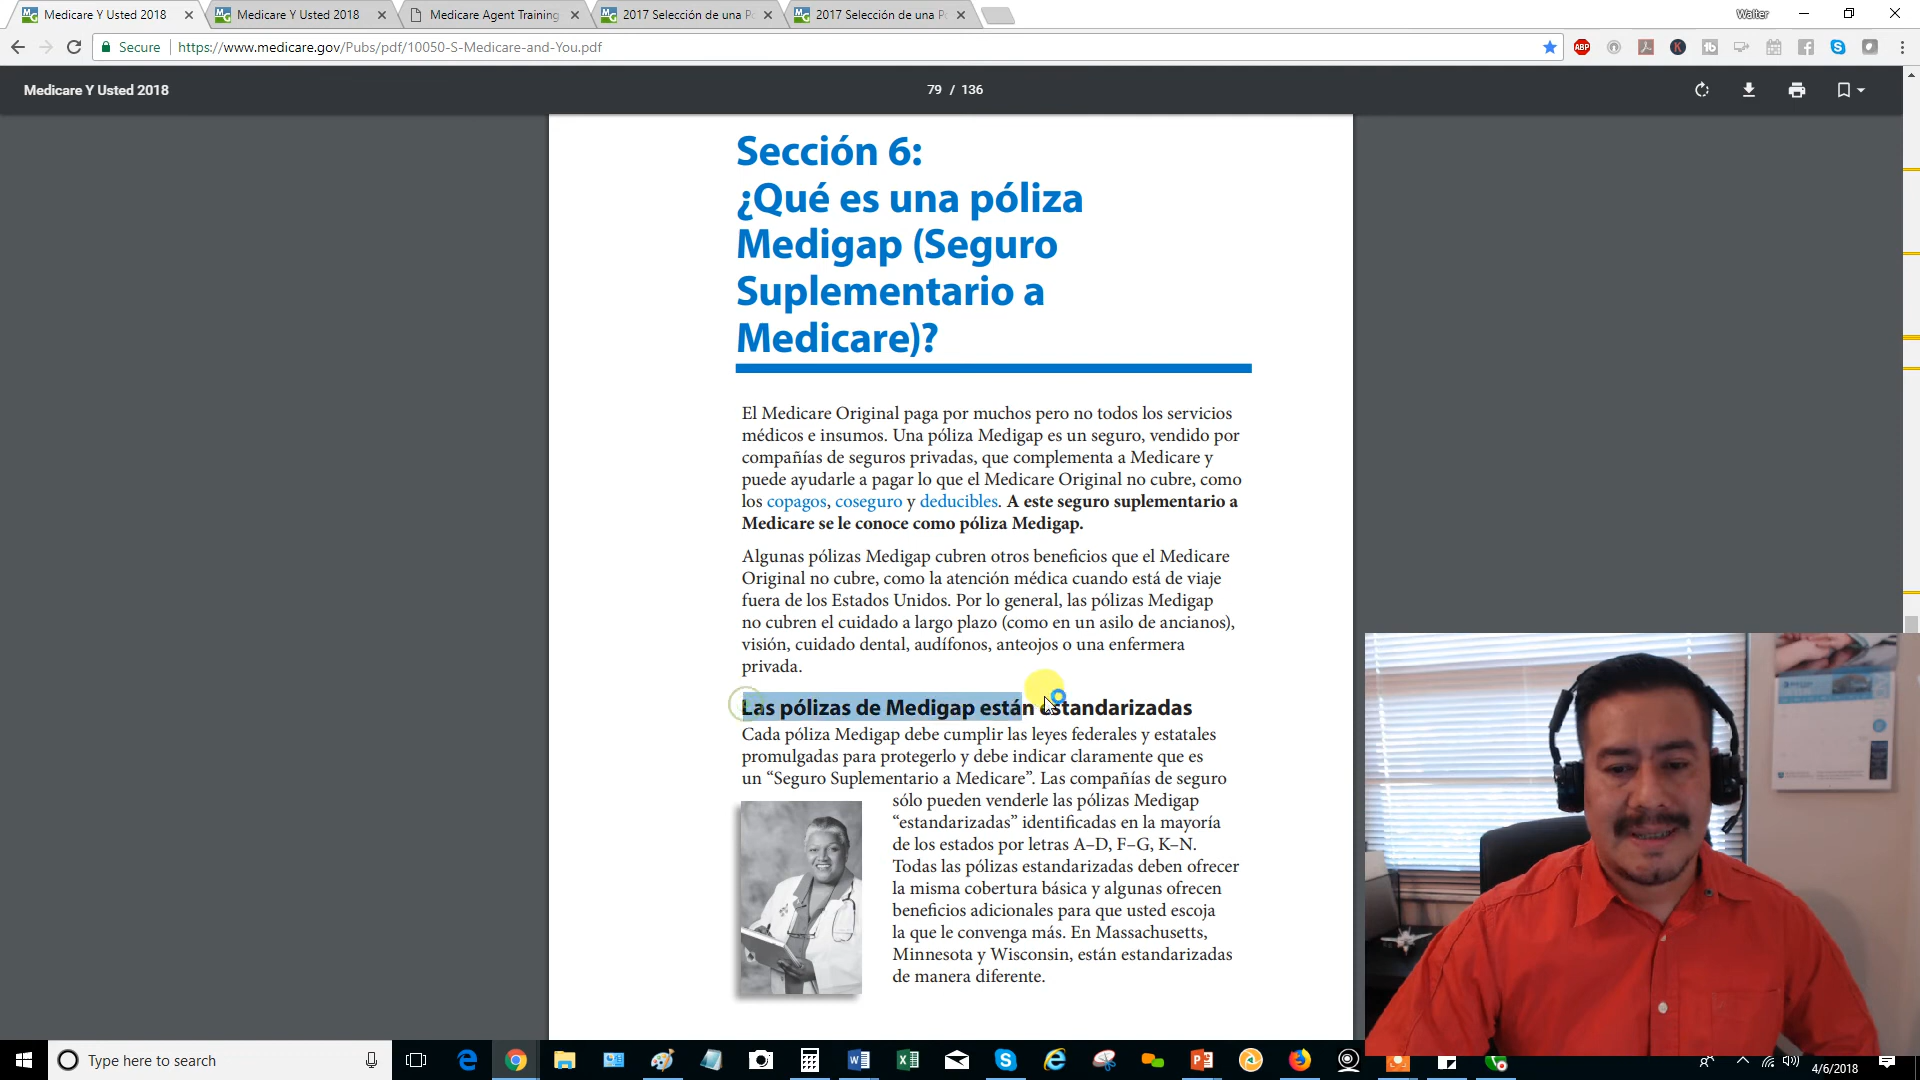 Medicare Y Usted 2018
Medicare Y Usted 2018
Medicare Agent Training
2017 Selección de una Pó
2017 Selección de una Pó
Walter
Secure
https://www.medicare.gov/Pubs/pdf/10050-S-Medicare-and-You.pdf
ABP
Medicare Y Usted 2018
79 / 136
Sección 6:
¿Qué es una póliza
Medigap (Seguro
Suplementario a
Medicare)?
El Medicare Original paga por muchos pero no todos los servicios
médicos e insumos. Una póliza Medigap es un seguro, vendido por
compañías de seguros privadas, que complementa a Medicare y
puede ayudarle a pagar lo que el Medicare Original no cubre, como
los copagos, coseguro y deducibles. A este seguro suplementario a
Medicare se le conoce como póliza Medigap.
Algunas pólizas Medigap cubren otros beneficios que el Medicare
Original no cubre, como la atención médica cuando está de viaje
fuera de los Estados Unidos. Por lo general, las pólizas Medigap
no cubren el cuidado a largo plazo (como en un asilo de ancianos),
visión, cuidado dental, audífonos, anteojos o una enfermera
privada.
Las pólizas de Medigap están estandarizadas
Cada póliza Medigap debe cumplir las leyes federales y estatales
promulgadas para protegerlo y debe indicar claramente que es
un “Seguro Suplementario a Medicare”. Las compañías de seguro
sólo pueden venderle las pólizas Medigap
“estandarizadas” identificadas en la mayoría
de los estados por letras A–D, F–G, K–N.
Todas las pólizas estandarizadas deben ofrecer
la misma cobertura básica y algunas ofrecen
beneficios adicionales para que usted escoja
la que le convenga más. En Massachusetts,
Minnesota y Wisconsin, están estandarizadas
de manera diferente.
Type here to search
4/6/2018